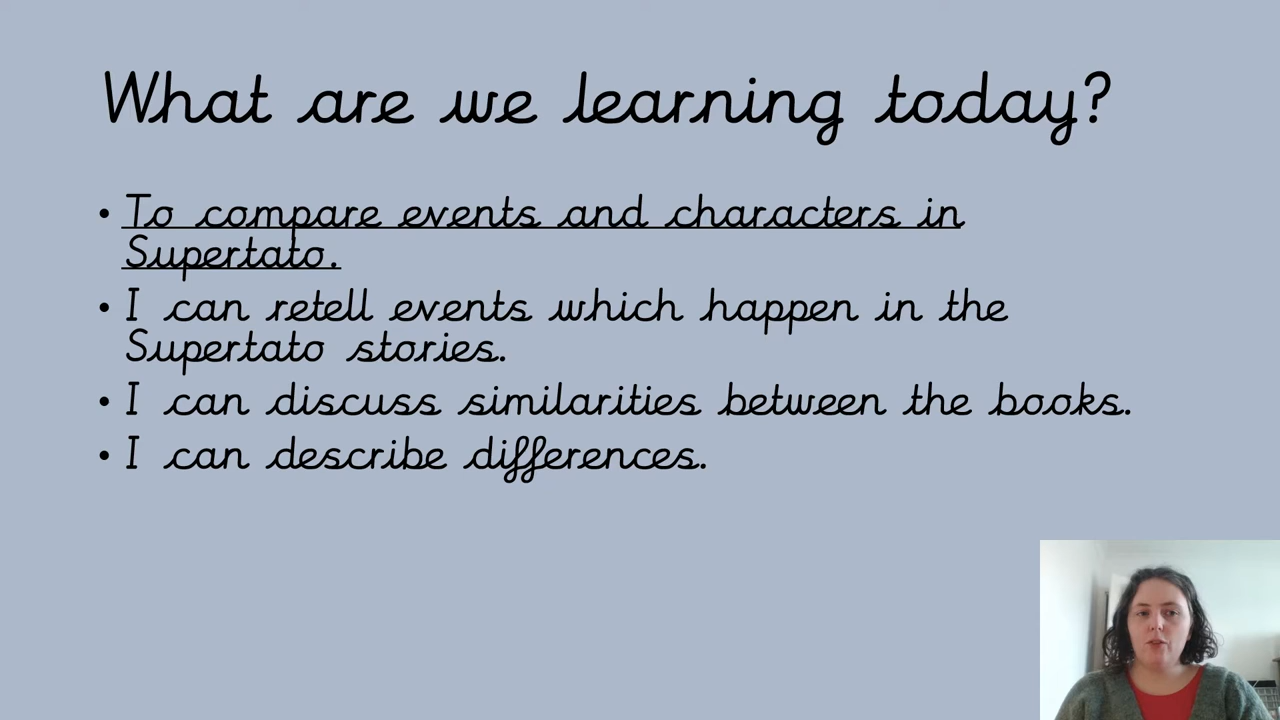 What are we learning today?
• To compare events and characters in
Supertato.
• I can retell events which happen in the
Supertato stories.
• I can discuss similarities between the books.
• I can describe differences.